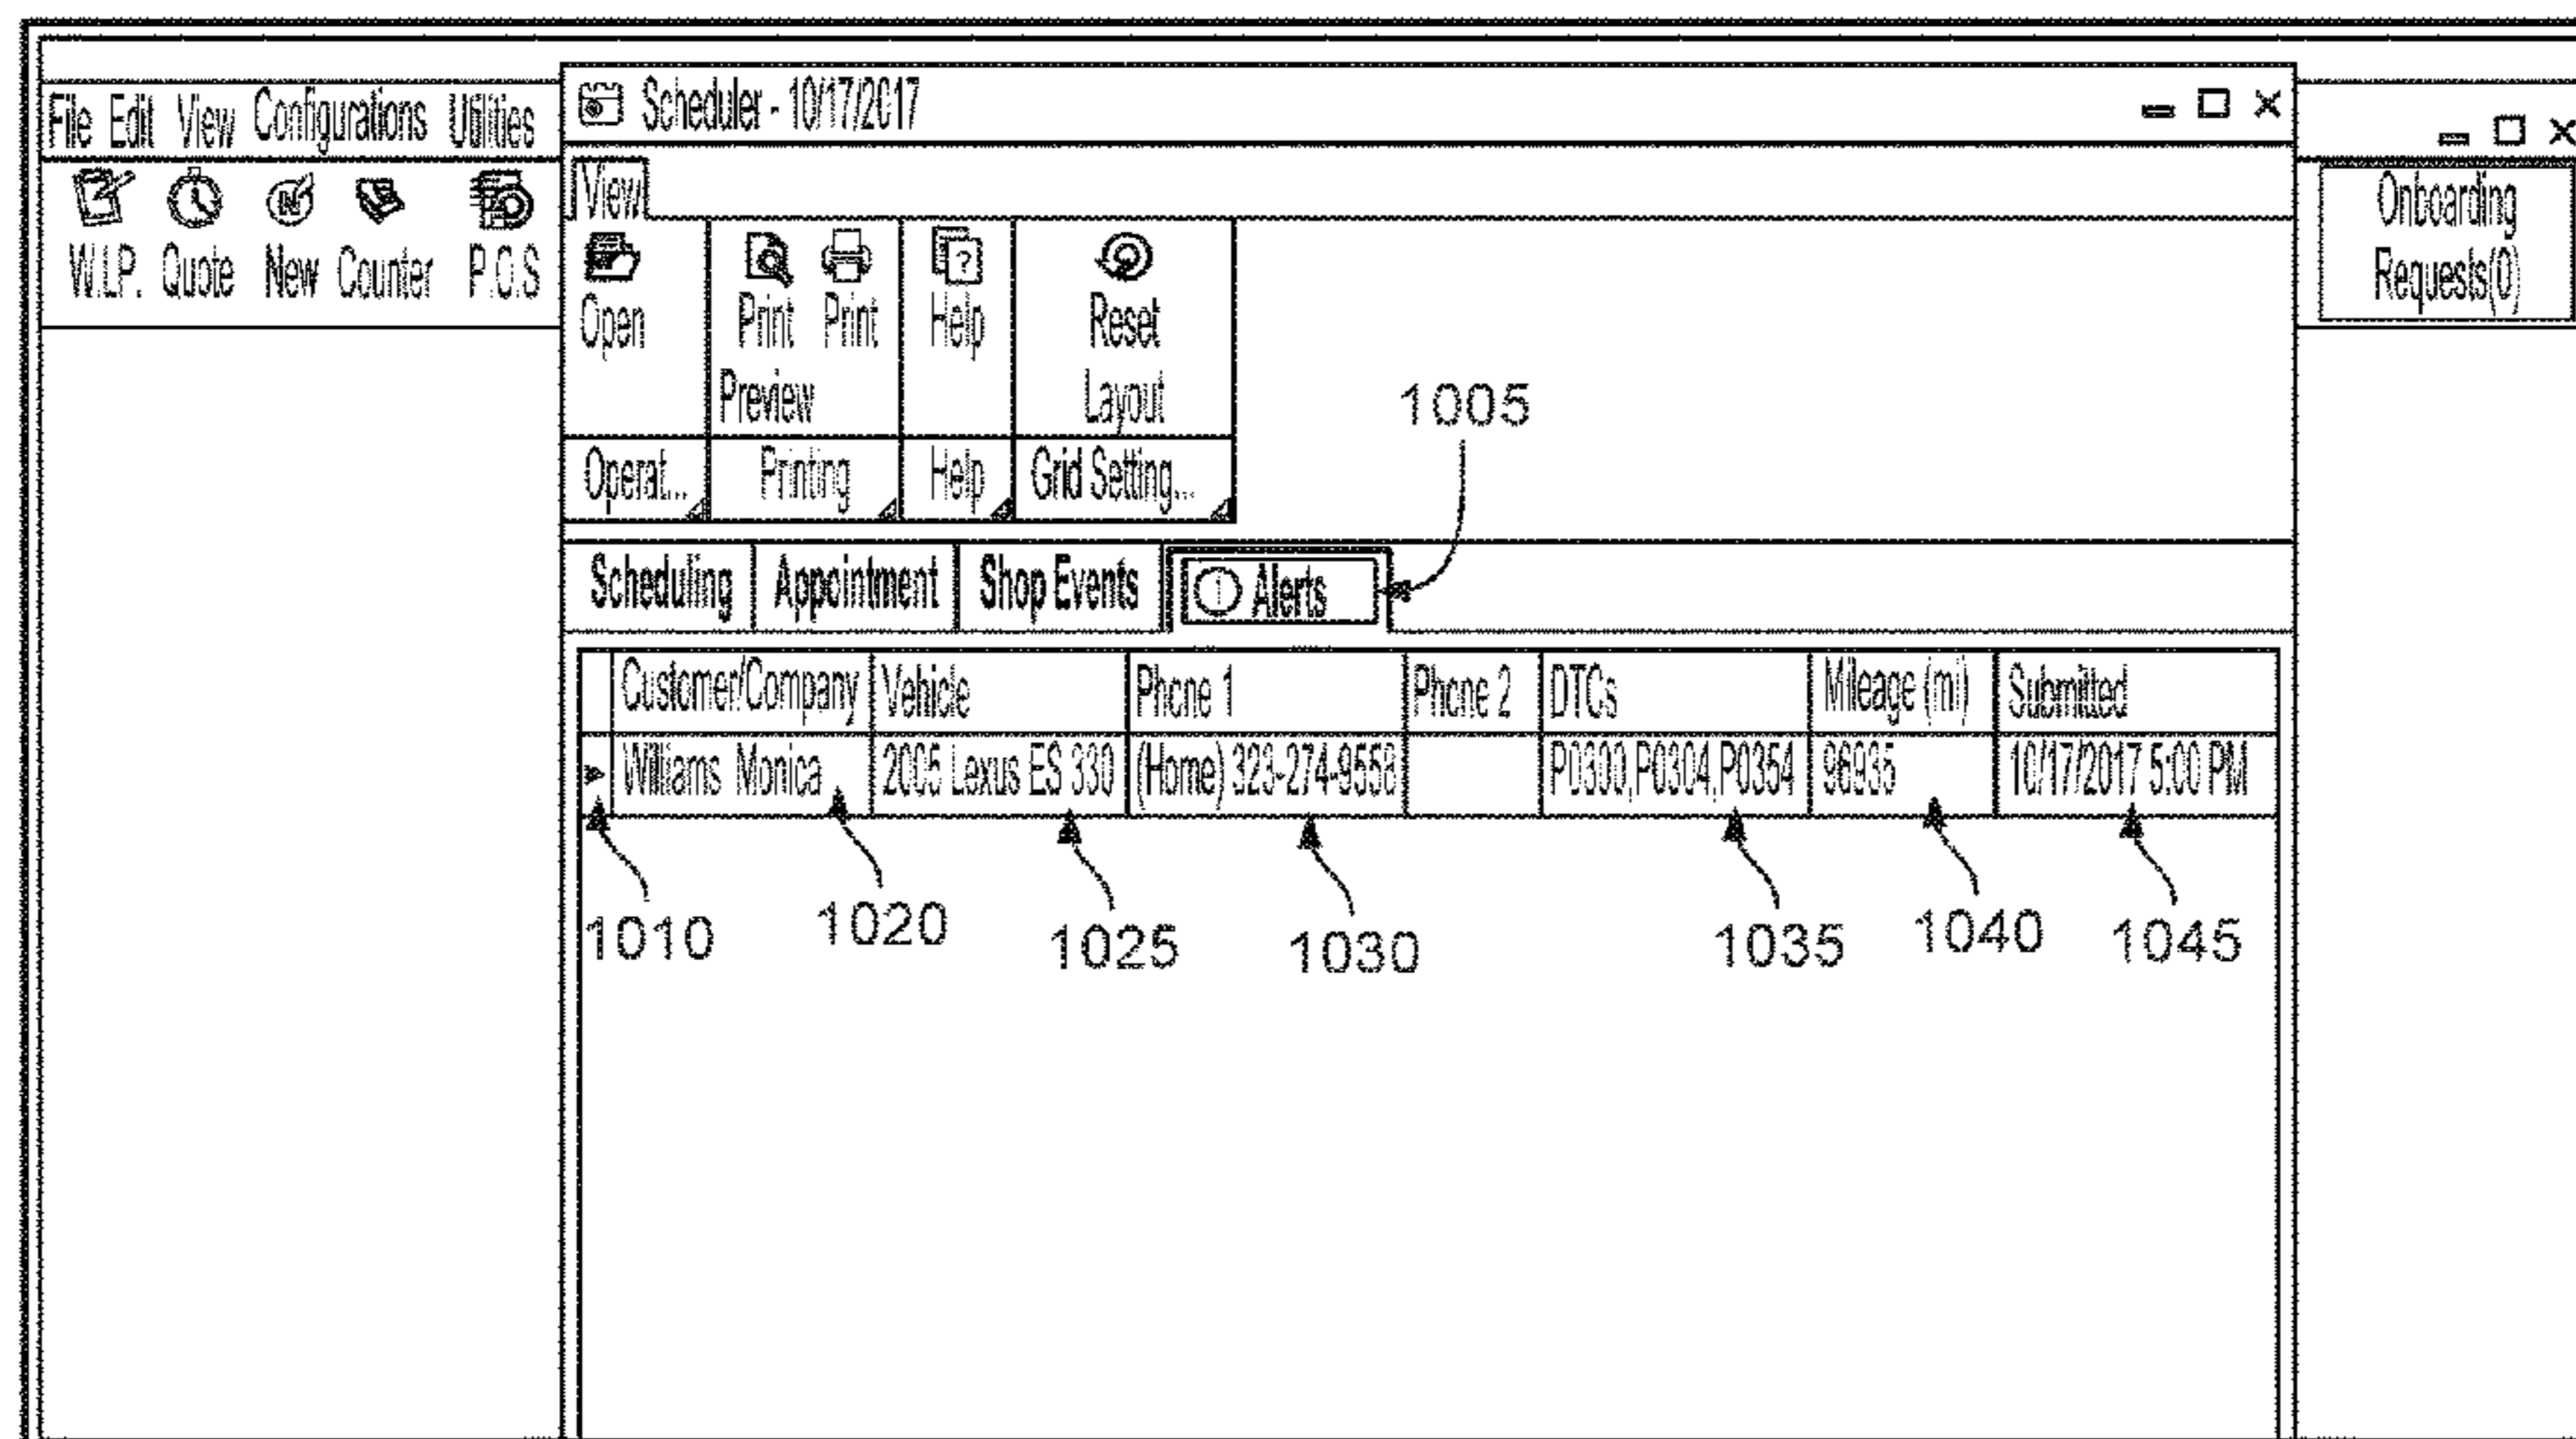 Scheduler - 10/17/2017
File Edit View Configurations Utilities
View
W.I.P. Quote New Counter P.O.S
Onboarding
Requests(0)
Open Print Print Help Reset
Preview Layout
Operat... Printing Help Grid Setting...
1005
Scheduling Appointment Shop Events Alerts
Customer/Company Vehicle Phone 1 Phone 2 DTCs Mileage (mi) Submitted
Williams Monica 2005 Lexus ES 330 (Home) 323-274-9558 P0300,P0304,P0354 96935 10/17/2017 5:00 PM
1010 1020 1025 1030 1035 1040 1045